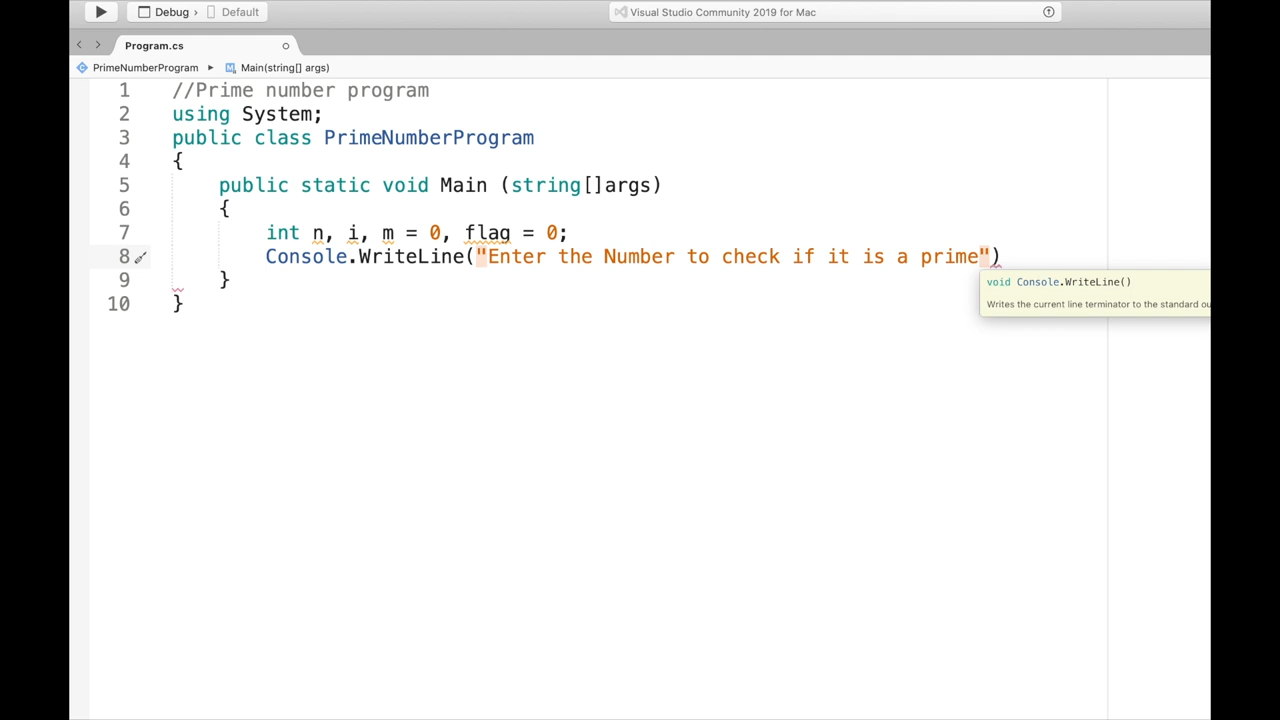 Debug › Default
Visual Studio Community 2019 for Mac
Program.cs
PrimeNumberProgram ▸ Main(string[] args)
1 //Prime number program
2 using System;
3 public class PrimeNumberProgram
4 {
5 public static void Main (string[]args)
6 {
7 int n, i, m = 0, flag = 0;
8 Console.WriteLine("Enter the Number to check if it is a prime")
9 }
10 }
void Console.WriteLine()
Writes the current line terminator to the standard ou